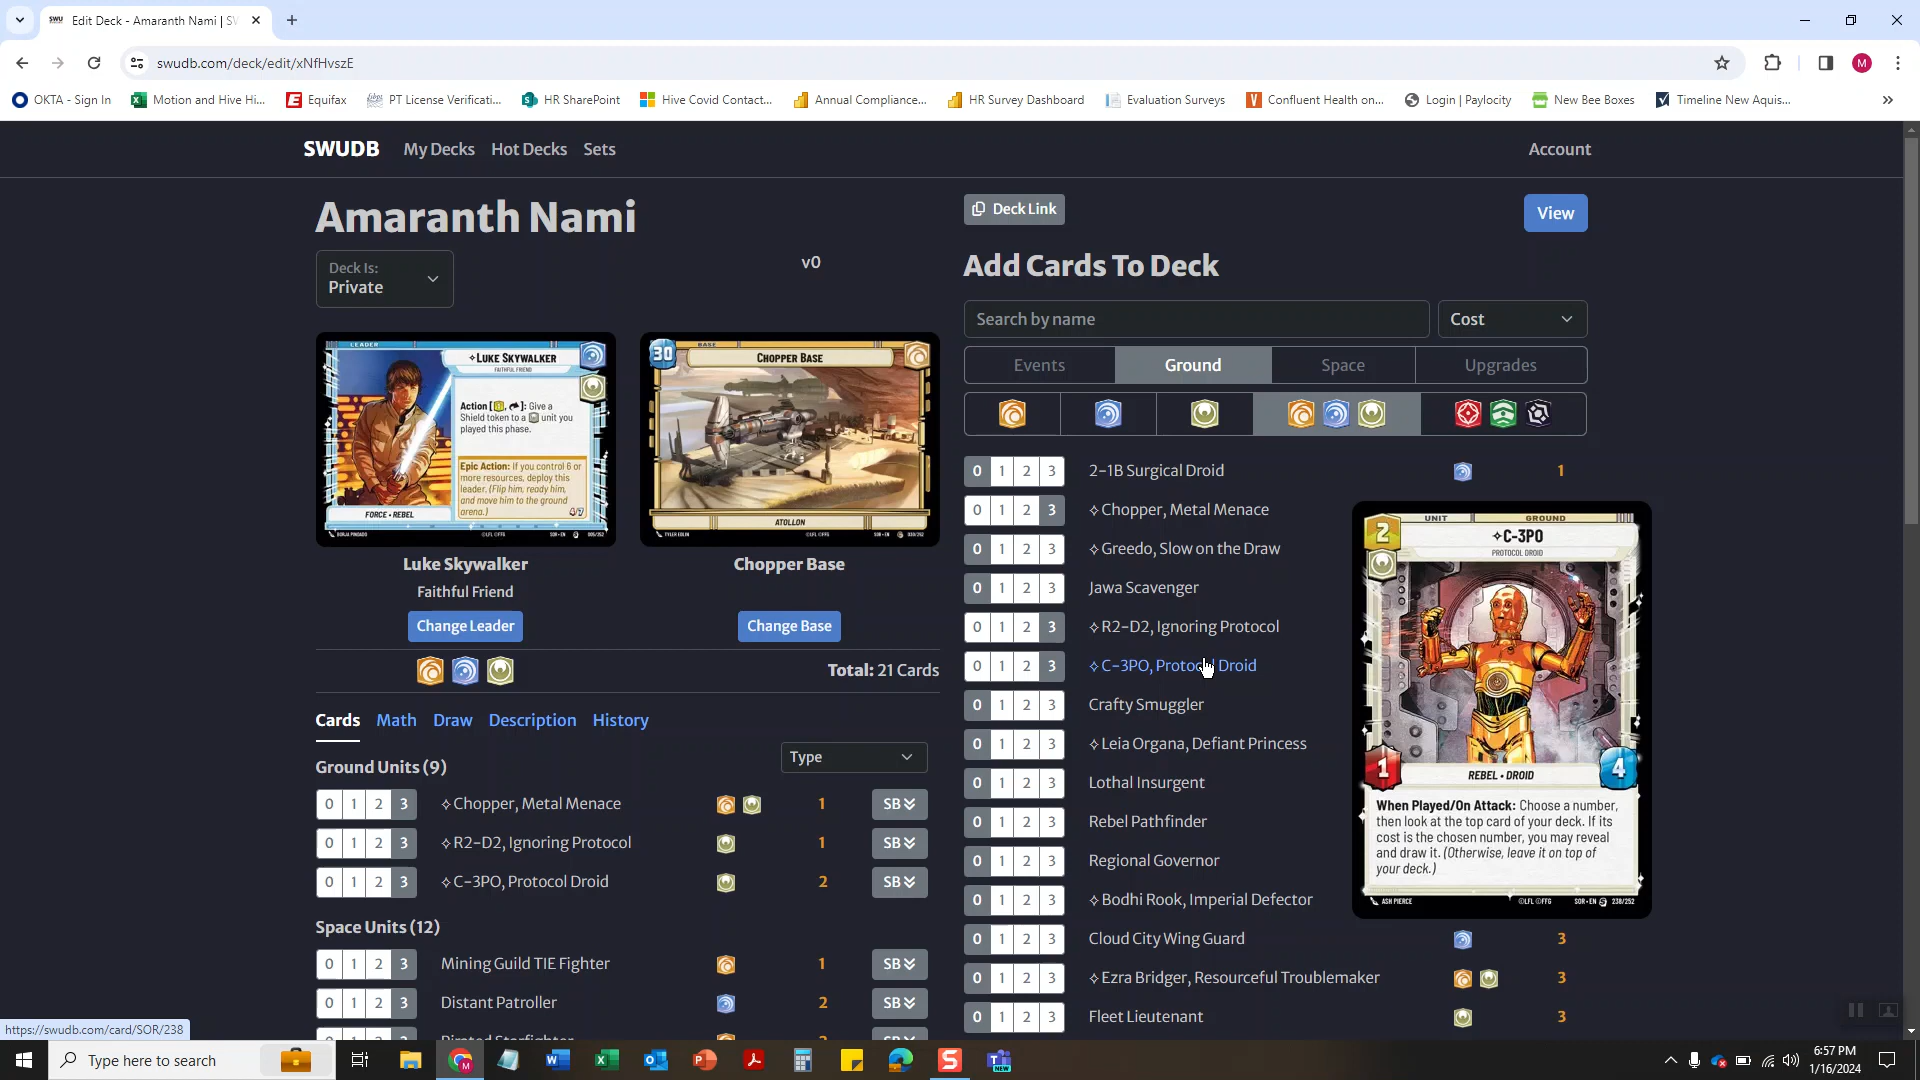 Edit Deck - Amaranth Nami | SV
swudb.com/deck/edit/xNfHvszE
M
OKTA - Sign In
Motion and Hive Hi...
Equifax
PT License Verificati...
HR SharePoint
Hive Covid Contact...
Annual Compliance...
HR Survey Dashboard
Evaluation Surveys
Confluent Health on...
Login | Paylocity
New Bee Boxes
Timeline New Aquis...
SWUDB My Decks Hot Decks Sets Account
Amaranth Nami
Deck Is:
Private
v0
LEADER
✧LUKE SKYWALKER
FAITHFUL FRIEND
Action [1, ]: Give a
Shield token to a unit you
played this phase.
Epic Action: If you control 6 or
more resources, deploy this
leader. (Flip him, ready him,
and move him to the ground
arena.) 4/7
FORCE • REBEL
30
BASE
CHOPPER BASE
ATOLLON
Luke Skywalker
Faithful Friend
Change Leader
Chopper Base
Change Base
Total: 21 Cards
Cards Math Draw Description History
Type
Ground Units (9)
0 1 2 3 ✧Chopper, Metal Menace 1 SB
0 1 2 3 ✧R2-D2, Ignoring Protocol 1 SB
0 1 2 3 ✧C-3PO, Protocol Droid 2 SB
Space Units (12)
0 1 2 3 Mining Guild TIE Fighter 1 SB
0 1 2 3 Distant Patroller 2 SB
Deck Link
View
Add Cards To Deck
Search by name
Cost
Events Ground Space Upgrades
0 1 2 3 2-1B Surgical Droid 1
0 1 2 3 ✧Chopper, Metal Menace
0 1 2 3 ✧Greedo, Slow on the Draw
0 1 2 3 Jawa Scavenger
0 1 2 3 ✧R2-D2, Ignoring Protocol
0 1 2 3 ✧C-3PO, Protocol Droid
0 1 2 3 Crafty Smuggler
0 1 2 3 ✧Leia Organa, Defiant Princess
0 1 2 3 Lothal Insurgent
0 1 2 3 Rebel Pathfinder
0 1 2 3 Regional Governor
0 1 2 3 ✧Bodhi Rook, Imperial Defector
0 1 2 3 Cloud City Wing Guard 3
0 1 2 3 ✧Ezra Bridger, Resourceful Troublemaker 3
0 1 2 3 Fleet Lieutenant 3
2
UNIT GROUND
✧C-3PO
PROTOCOL DROID
1
REBEL • DROID
4
When Played/On Attack: Choose a number,
then look at the top card of your deck. If its
cost is the chosen number, you may reveal
and draw it. (Otherwise, leave it on top of
your deck.)
ASH PIERCE ©LFL ©FFG SOR • EN 238/252
https://swudb.com/card/SOR/238
Type here to search
6:57 PM
1/16/2024